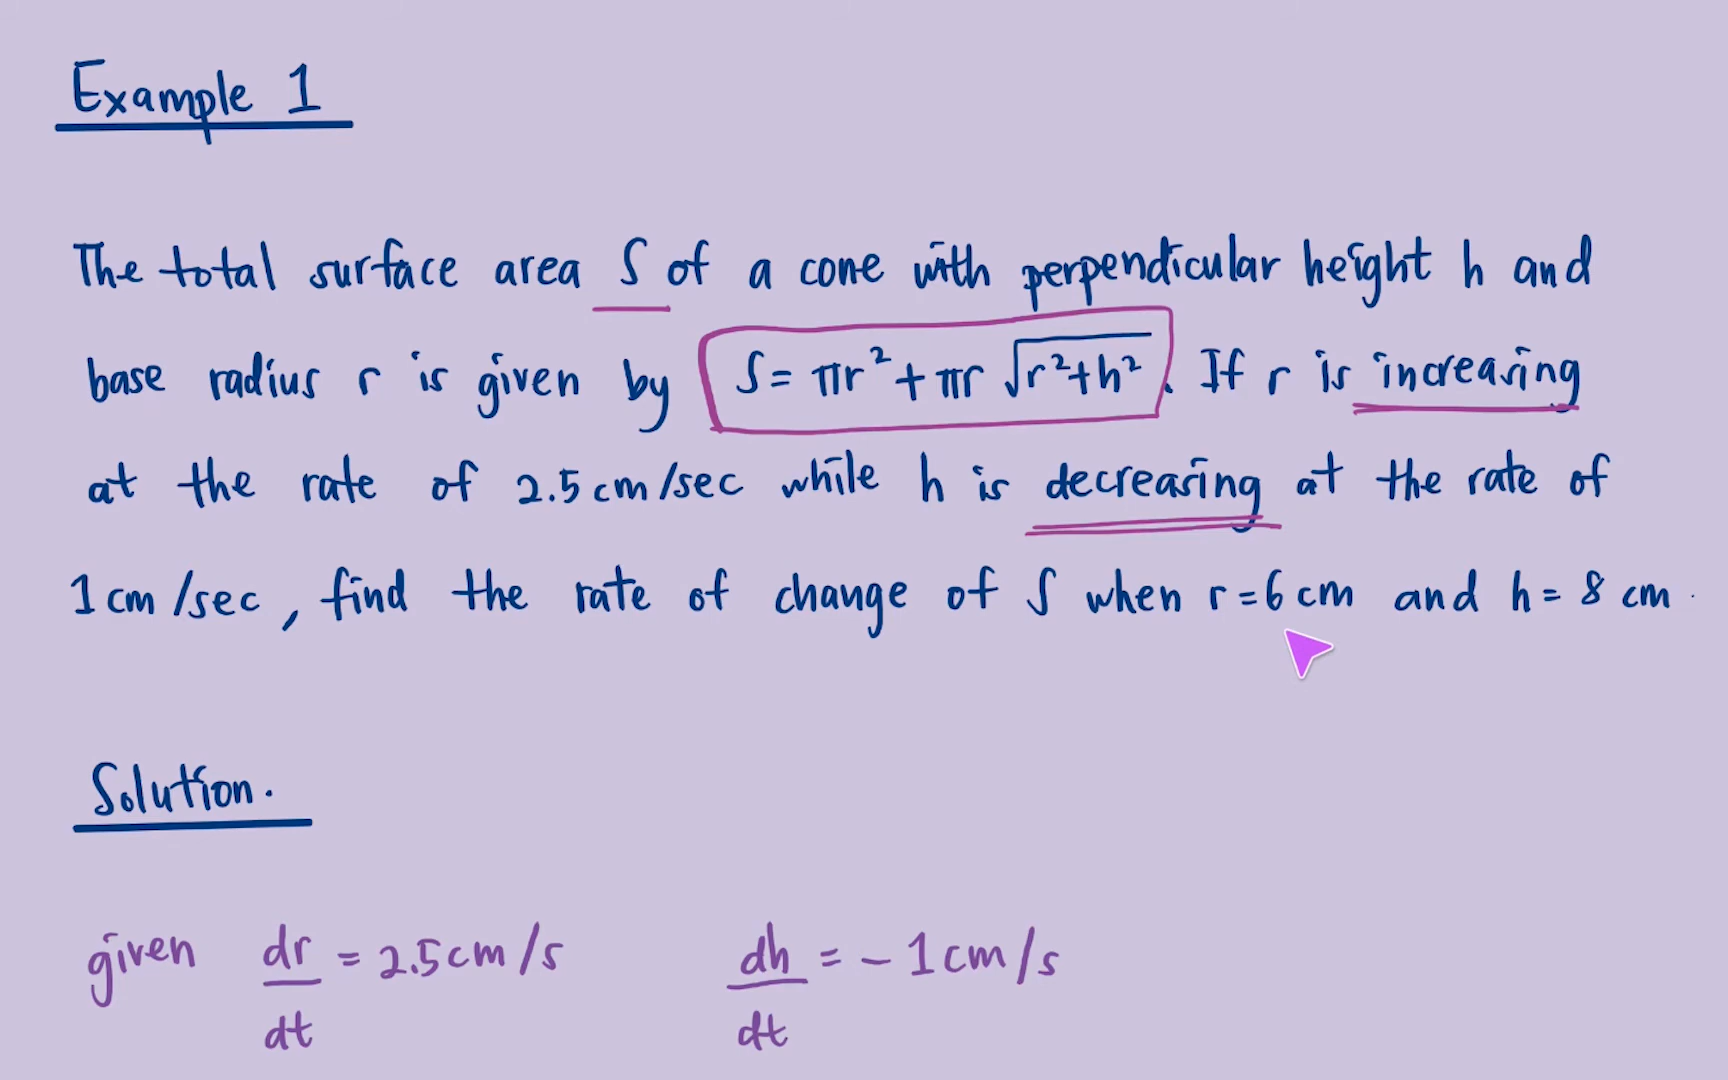 Example 1
The total surface area S of a cone with perpendicular height h and
base radius r is given by S = πr² + πr √(r²+h²). If r is increasing
at the rate of 2.5 cm/sec while h is decreasing at the rate of
1 cm/sec, find the rate of change of S when r = 6 cm and h = 8 cm.
Solution.
given dr/dt = 2.5 cm/s dh/dt = - 1 cm/s